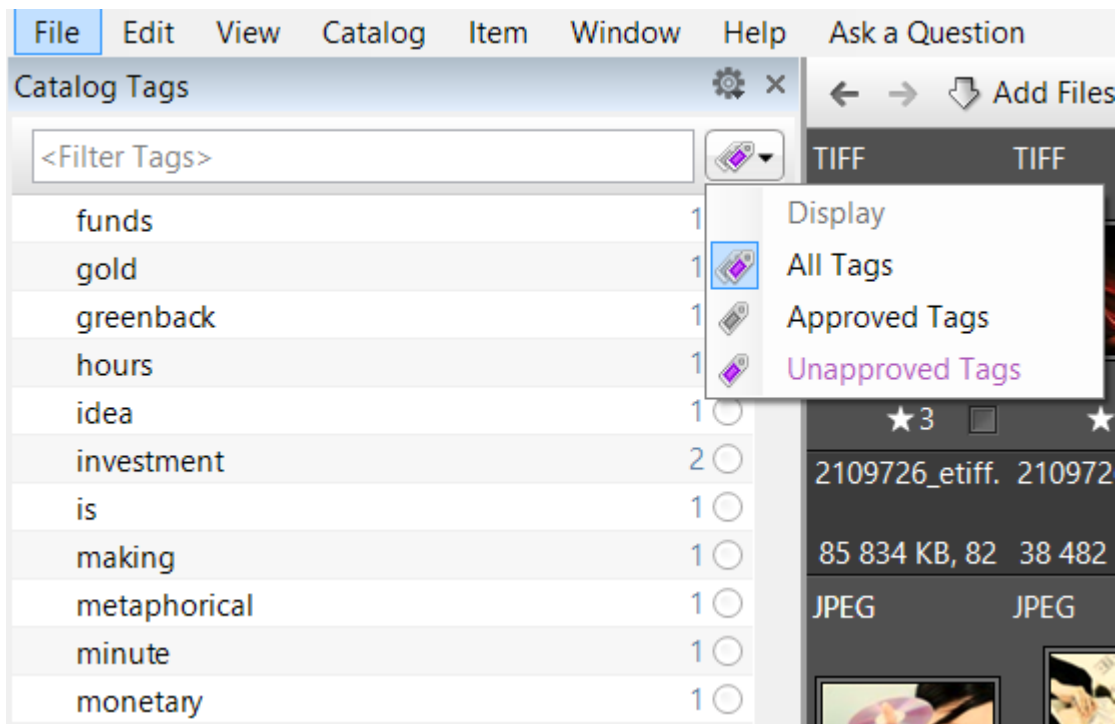 File Edit View Catalog Item Window Help Ask a Question
Catalog Tags
Add Files
<Filter Tags>
TIFF TIFF
Display
All Tags
Approved Tags
Unapproved Tags
funds 1
gold 1
greenback 1
hours 1
idea 1
investment 2
is 1
making 1
metaphorical 1
minute 1
monetary 1
3
2109726_etiff. 210972
85 834 KB, 82 38 482
JPEG JPEG